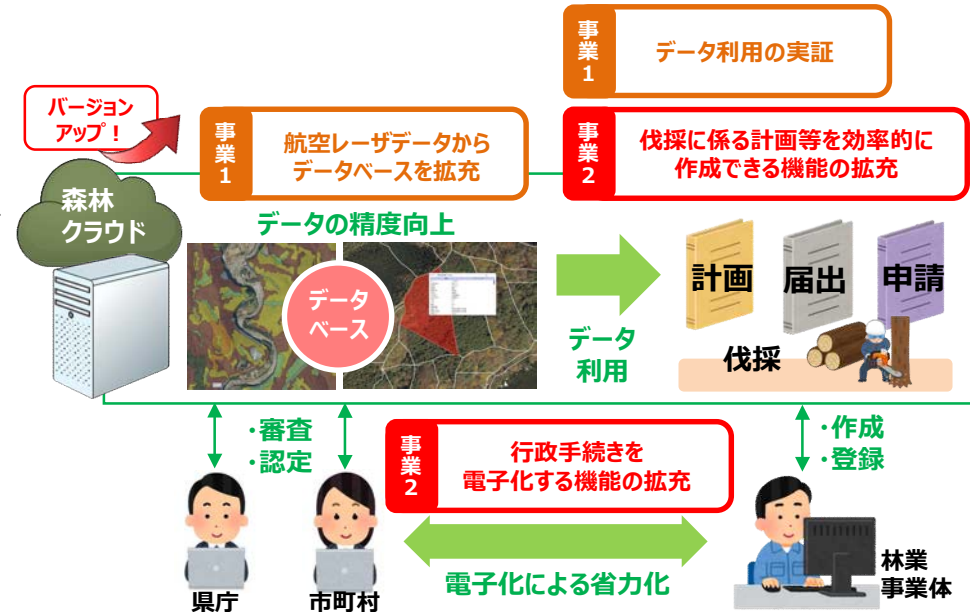 事業1
データ利用の実証
バージョン
アップ！
事業1
航空レーザデータから
データベースを拡充
事業2
伐採に係る計画等を効率的に
作成できる機能の拡充
森林
クラウド
データの精度向上
データ
ベース
計画
届出
申請
データ
利用
伐採
・審査
・認定
事業2
行政手続きを
電子化する機能の拡充
・作成
・登録
電子化による省力化
県庁
市町村
林業
事業体